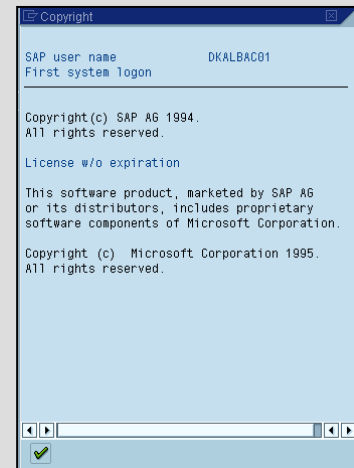 Copyright
SAP user name DKALBAC01
First system logon
Copyright(c) SAP AG 1994.
All rights reserved.
License w/o expiration
This software product, marketed by SAP AG
or its distributors, includes proprietary
software components of Microsoft Corporation.
Copyright (c) Microsoft Corporation 1995.
All rights reserved.